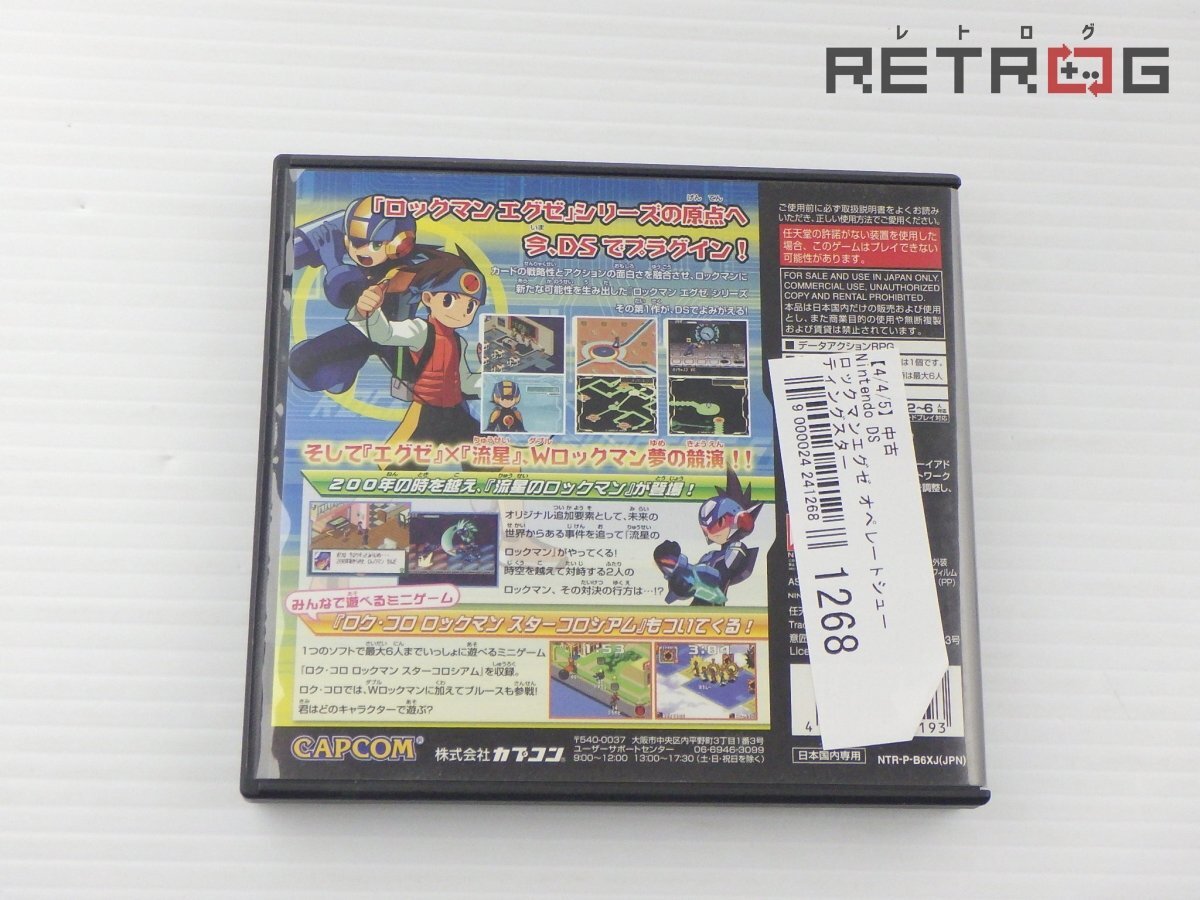 レトログ
RETROG
『ロックマン エグゼ』シリーズの原点へ
今、DSでプラグイン！
カードの戦略性とアクションの面白さを融合させ、ロックマンに
新たな可能性を生み出した『ロックマン エグゼ』シリーズ
その第1作が、DSでよみがえる!
そして『エグゼ』×『流星』、Wロックマン夢の競演!!
200年の時を越え、『流星のロックマン』が登場!
オリジナル追加要素として、未来の
世界からある事件を追って『流星の
ロックマン』がやってくる!
時空を越えて対峙する2人の
ロックマン、その対決の行方は…!?
みんなで遊べるミニゲーム
『ロク・コロ ロックマン スターコロシアム』もついてくる!
1つのソフトで最大6人までいっしょに遊べるミニゲーム
『ロク・コロ ロックマン スターコロシアム』を収録。
ロク・コロでは、Wロックマンに加えてブルースも参戦!
君はどのキャラクターで遊ぶ?
1:53
3:04
CAPCOM®
株式会社カプコン
〒540-0037 大阪市中央区内平野町3丁目1番3号
ユーザーサポートセンター 06-6946-3099
9:00〜12:00 13:00〜17:30 (土・日・祝日を除く)
ご使用前に必ず取扱説明書をよくお読み
いただき、正しい使用方法でご愛用ください。
任天堂の許諾がない装置を使用した
場合、このゲームはプレイできない
可能性があります。
FOR SALE AND USE IN JAPAN ONLY
COMMERCIAL USE, UNAUTHORIZED
COPY AND RENTAL PROHIBITED.
本品は日本国内だけの販売および使用
とし、また商業目的の使用や無断複製
および賃貸は禁止されています。
データアクションRPG
は1個です。
は最大6人
2~6人
【4/4/5】中古
Nintendo DS
ロックマンエグゼ オペレートシュー
ティングスター
9 000024 241268
1268
(PP)
3号
4
193
日本国内専用
NTR-P-B6XJ(JPN)